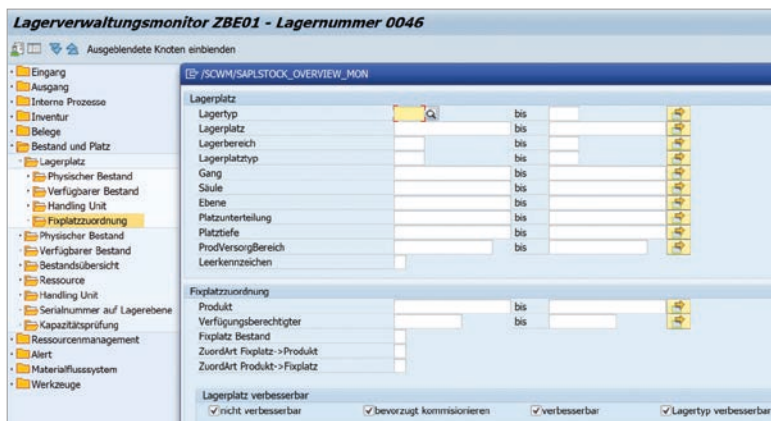 Lagerverwaltungsmonitor ZBE01 - Lagernummer 0046
Ausgeblendete Knoten einblenden
Eingang
Ausgang
Interne Prozesse
Inventur
Belege
Bestand und Platz
Lagerplatz
Physischer Bestand
Verfügbarer Bestand
Handling Unit
Fixplatzzuordnung
Physischer Bestand
Verfügbarer Bestand
Bestandsübersicht
Ressource
Handling Unit
Serialnummer auf Lagerebene
Kapazitätsprüfung
Ressourcenmanagement
Alert
Materialflusssystem
Werkzeuge
/SCWM/SAPLSTOCK_OVERVIEW_MON
Lagerplatz
Lagertyp bis
Lagerplatz bis
Lagerbereich bis
Lagerplatztyp bis
Gang bis
Säule bis
Ebene bis
Platzunterteilung bis
Platztiefe bis
ProdVersorgBereich bis
Leerkennzeichen
Fixplatzzuordnung
Produkt bis
Verfügungsberechtigter bis
Fixplatz Bestand
ZuordArt Fixplatz->Produkt
ZuordArt Produkt->Fixplatz
Lagerplatz verbesserbar
nicht verbesserbar bevorzugt kommisionieren verbesserbar Lagertyp verbesserbar